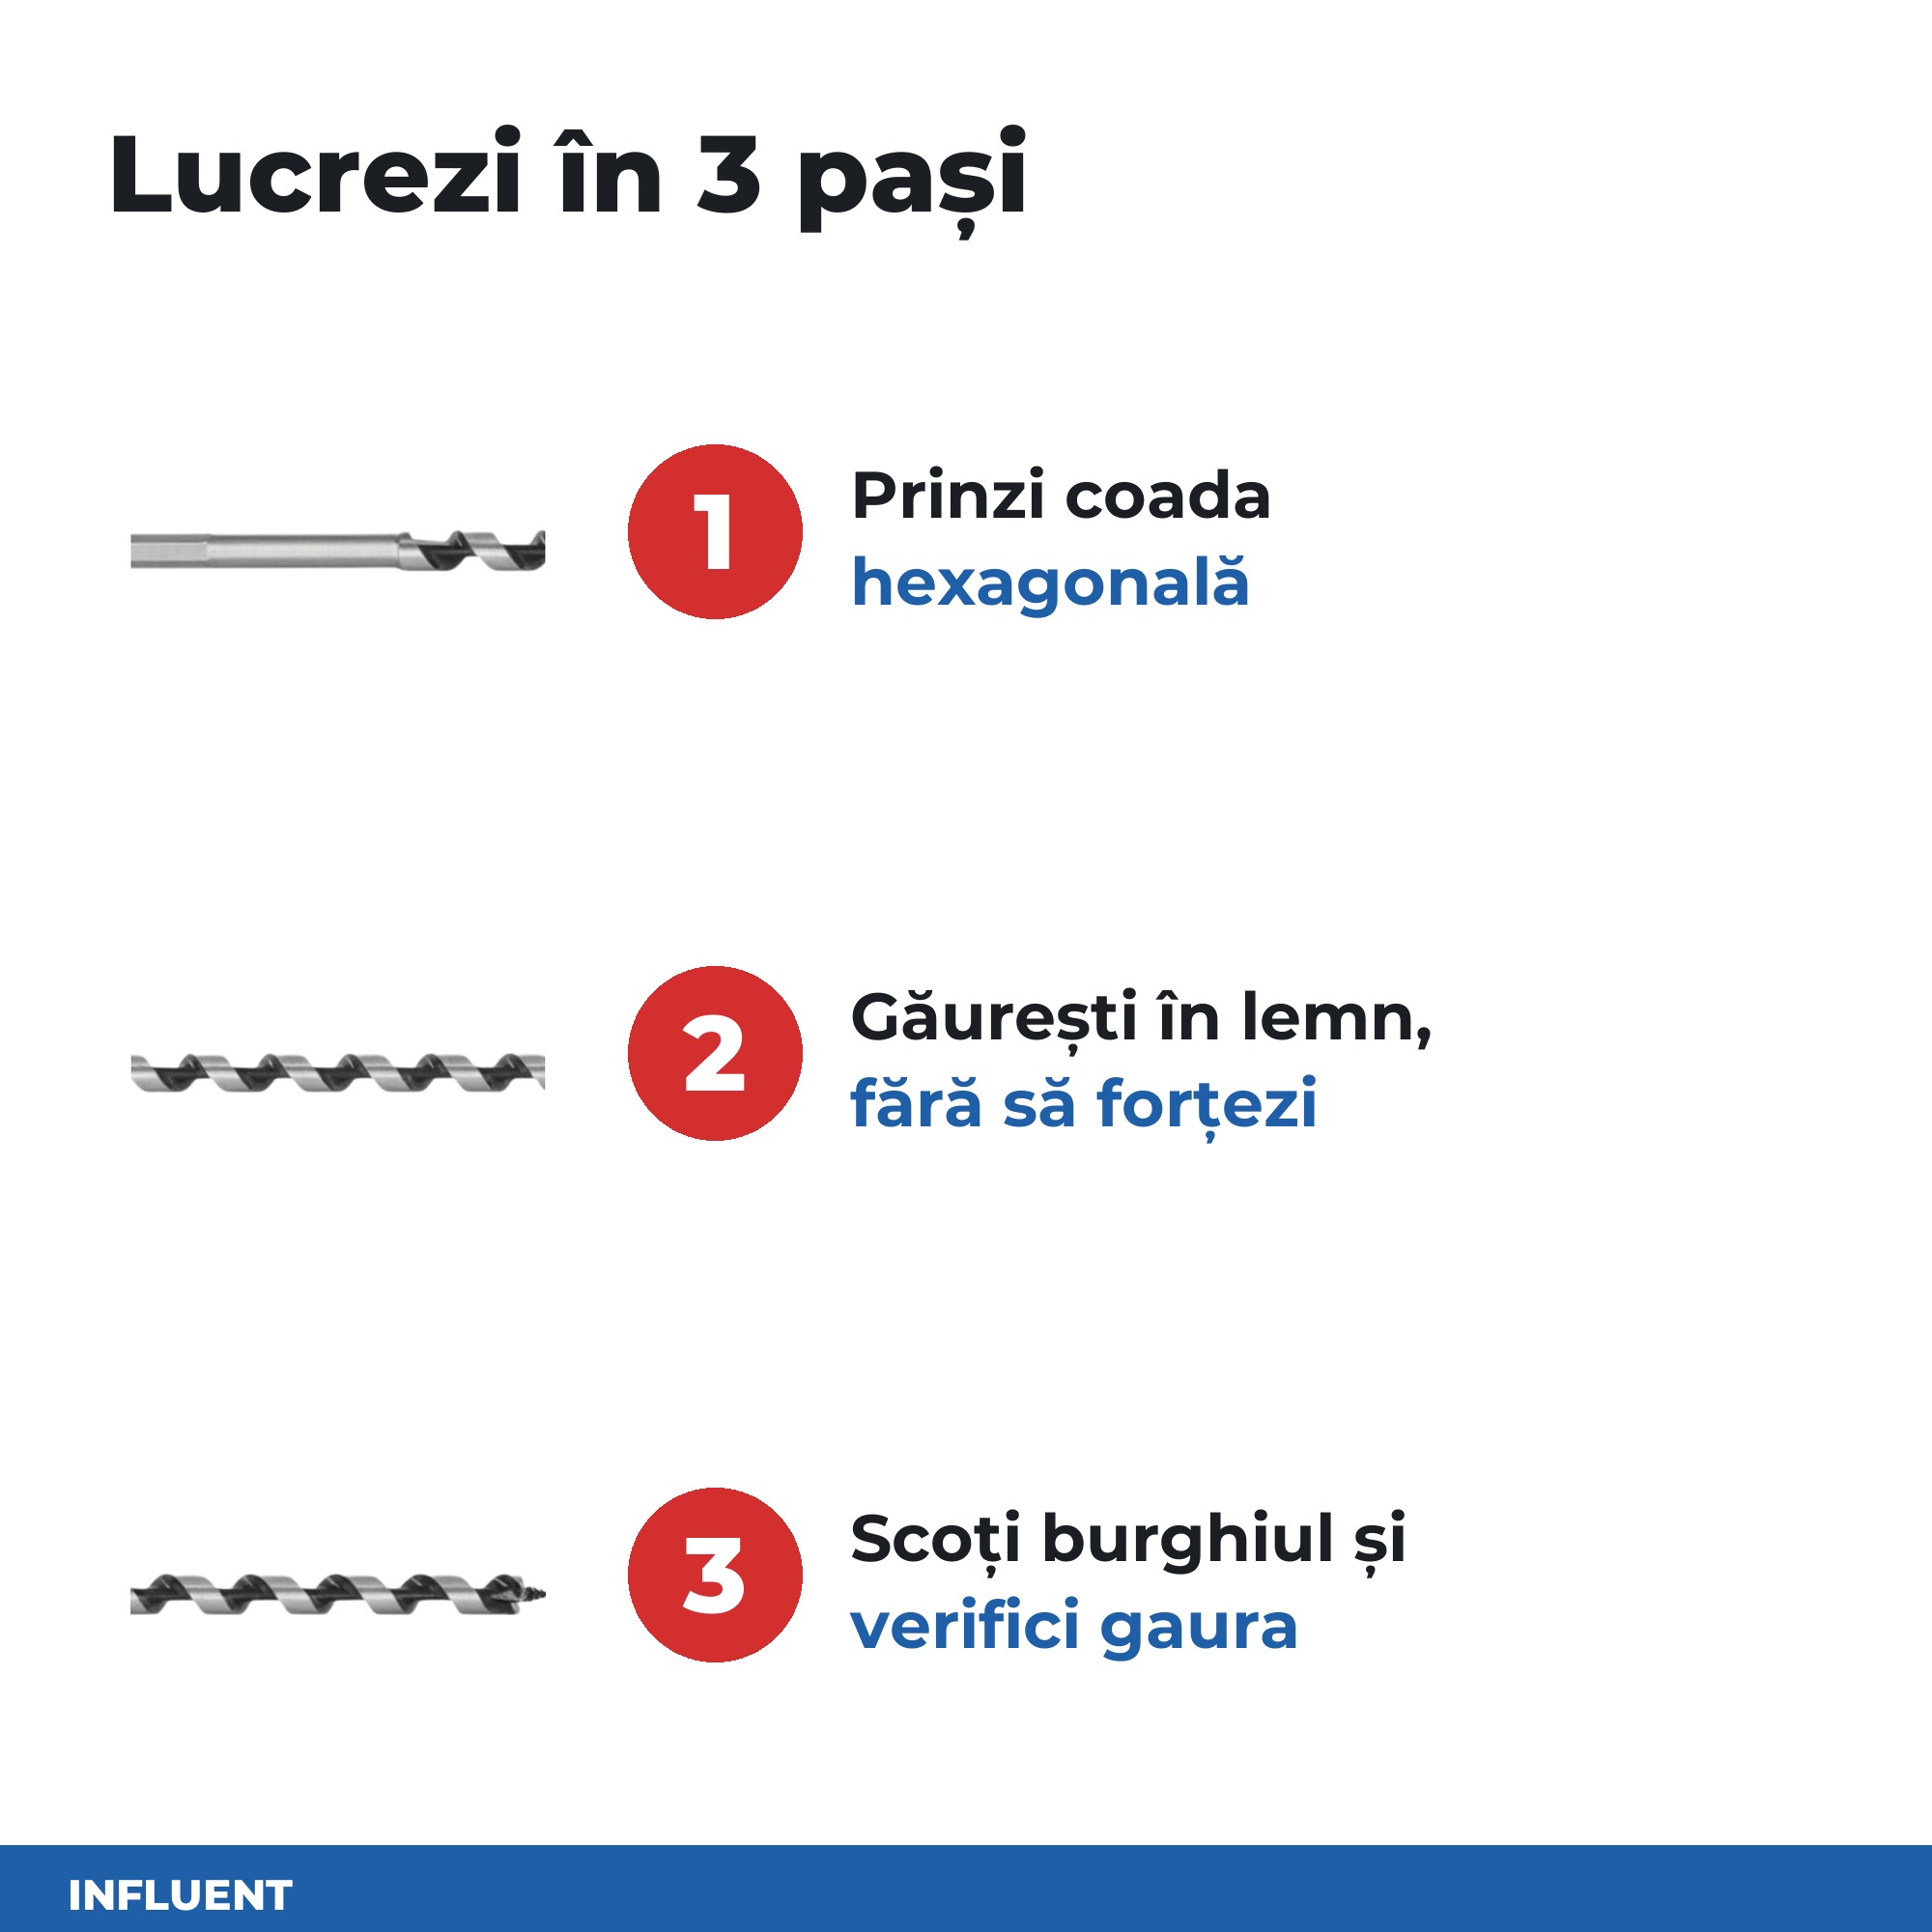 Lucrezi în 3 pași
1
Prinzi coada
hexagonală
2
Găurești în lemn,
fără să forțezi
3
Scoți burghiul și
verifici gaura
INFLUENT